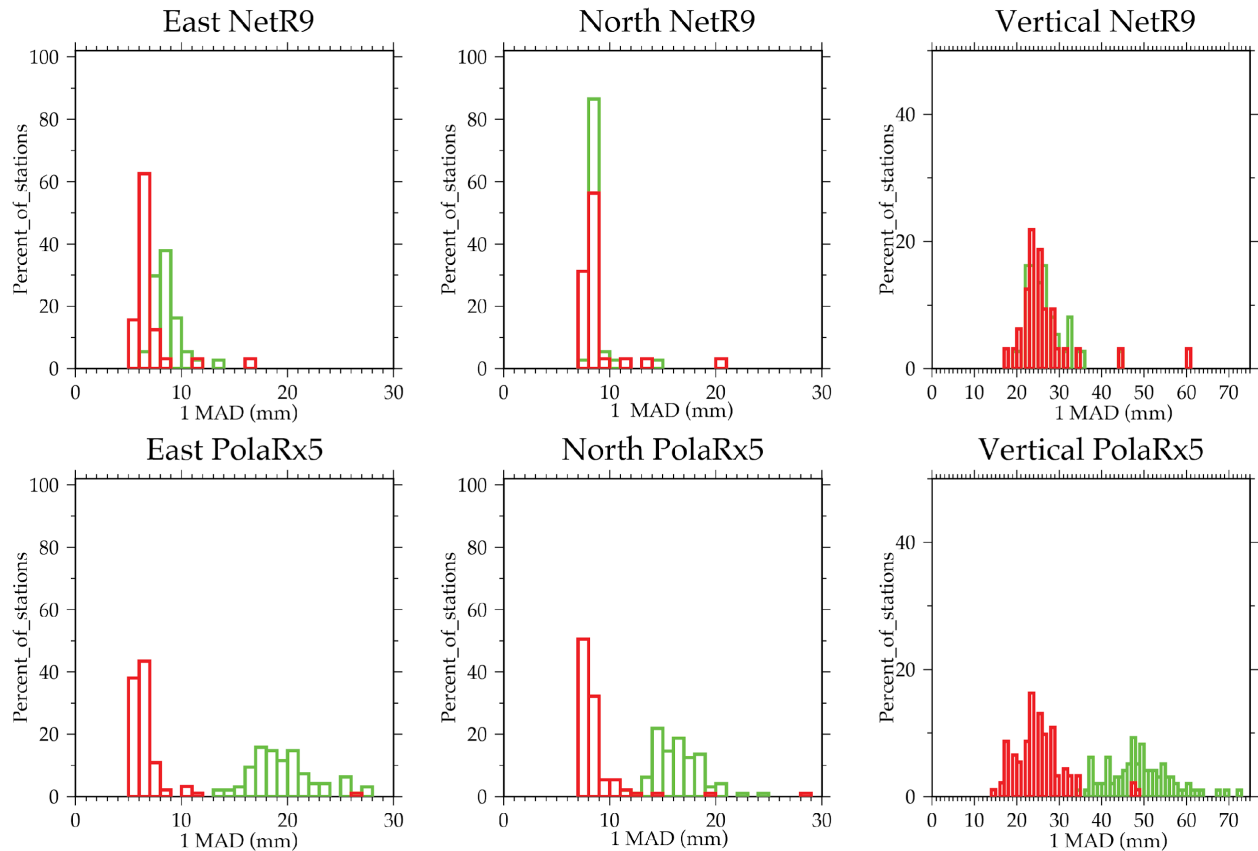 East NetR9
North NetR9
Vertical NetR9
Percent_of_stations
100
80
60
40
20
0
0 10 20 30
1 MAD (mm)
Percent_of_stations
100
80
60
40
20
0
0 10 20 30
1 MAD (mm)
Percent_of_stations
40
20
0
0 10 20 30 40 50 60 70
1 MAD (mm)
East PolaRx5
North PolaRx5
Vertical PolaRx5
Percent_of_stations
100
80
60
40
20
0
0 10 20 30
1 MAD (mm)
Percent_of_stations
100
80
60
40
20
0
0 10 20 30
1 MAD (mm)
Percent_of_stations
40
20
0
0 10 20 30 40 50 60 70
1 MAD (mm)